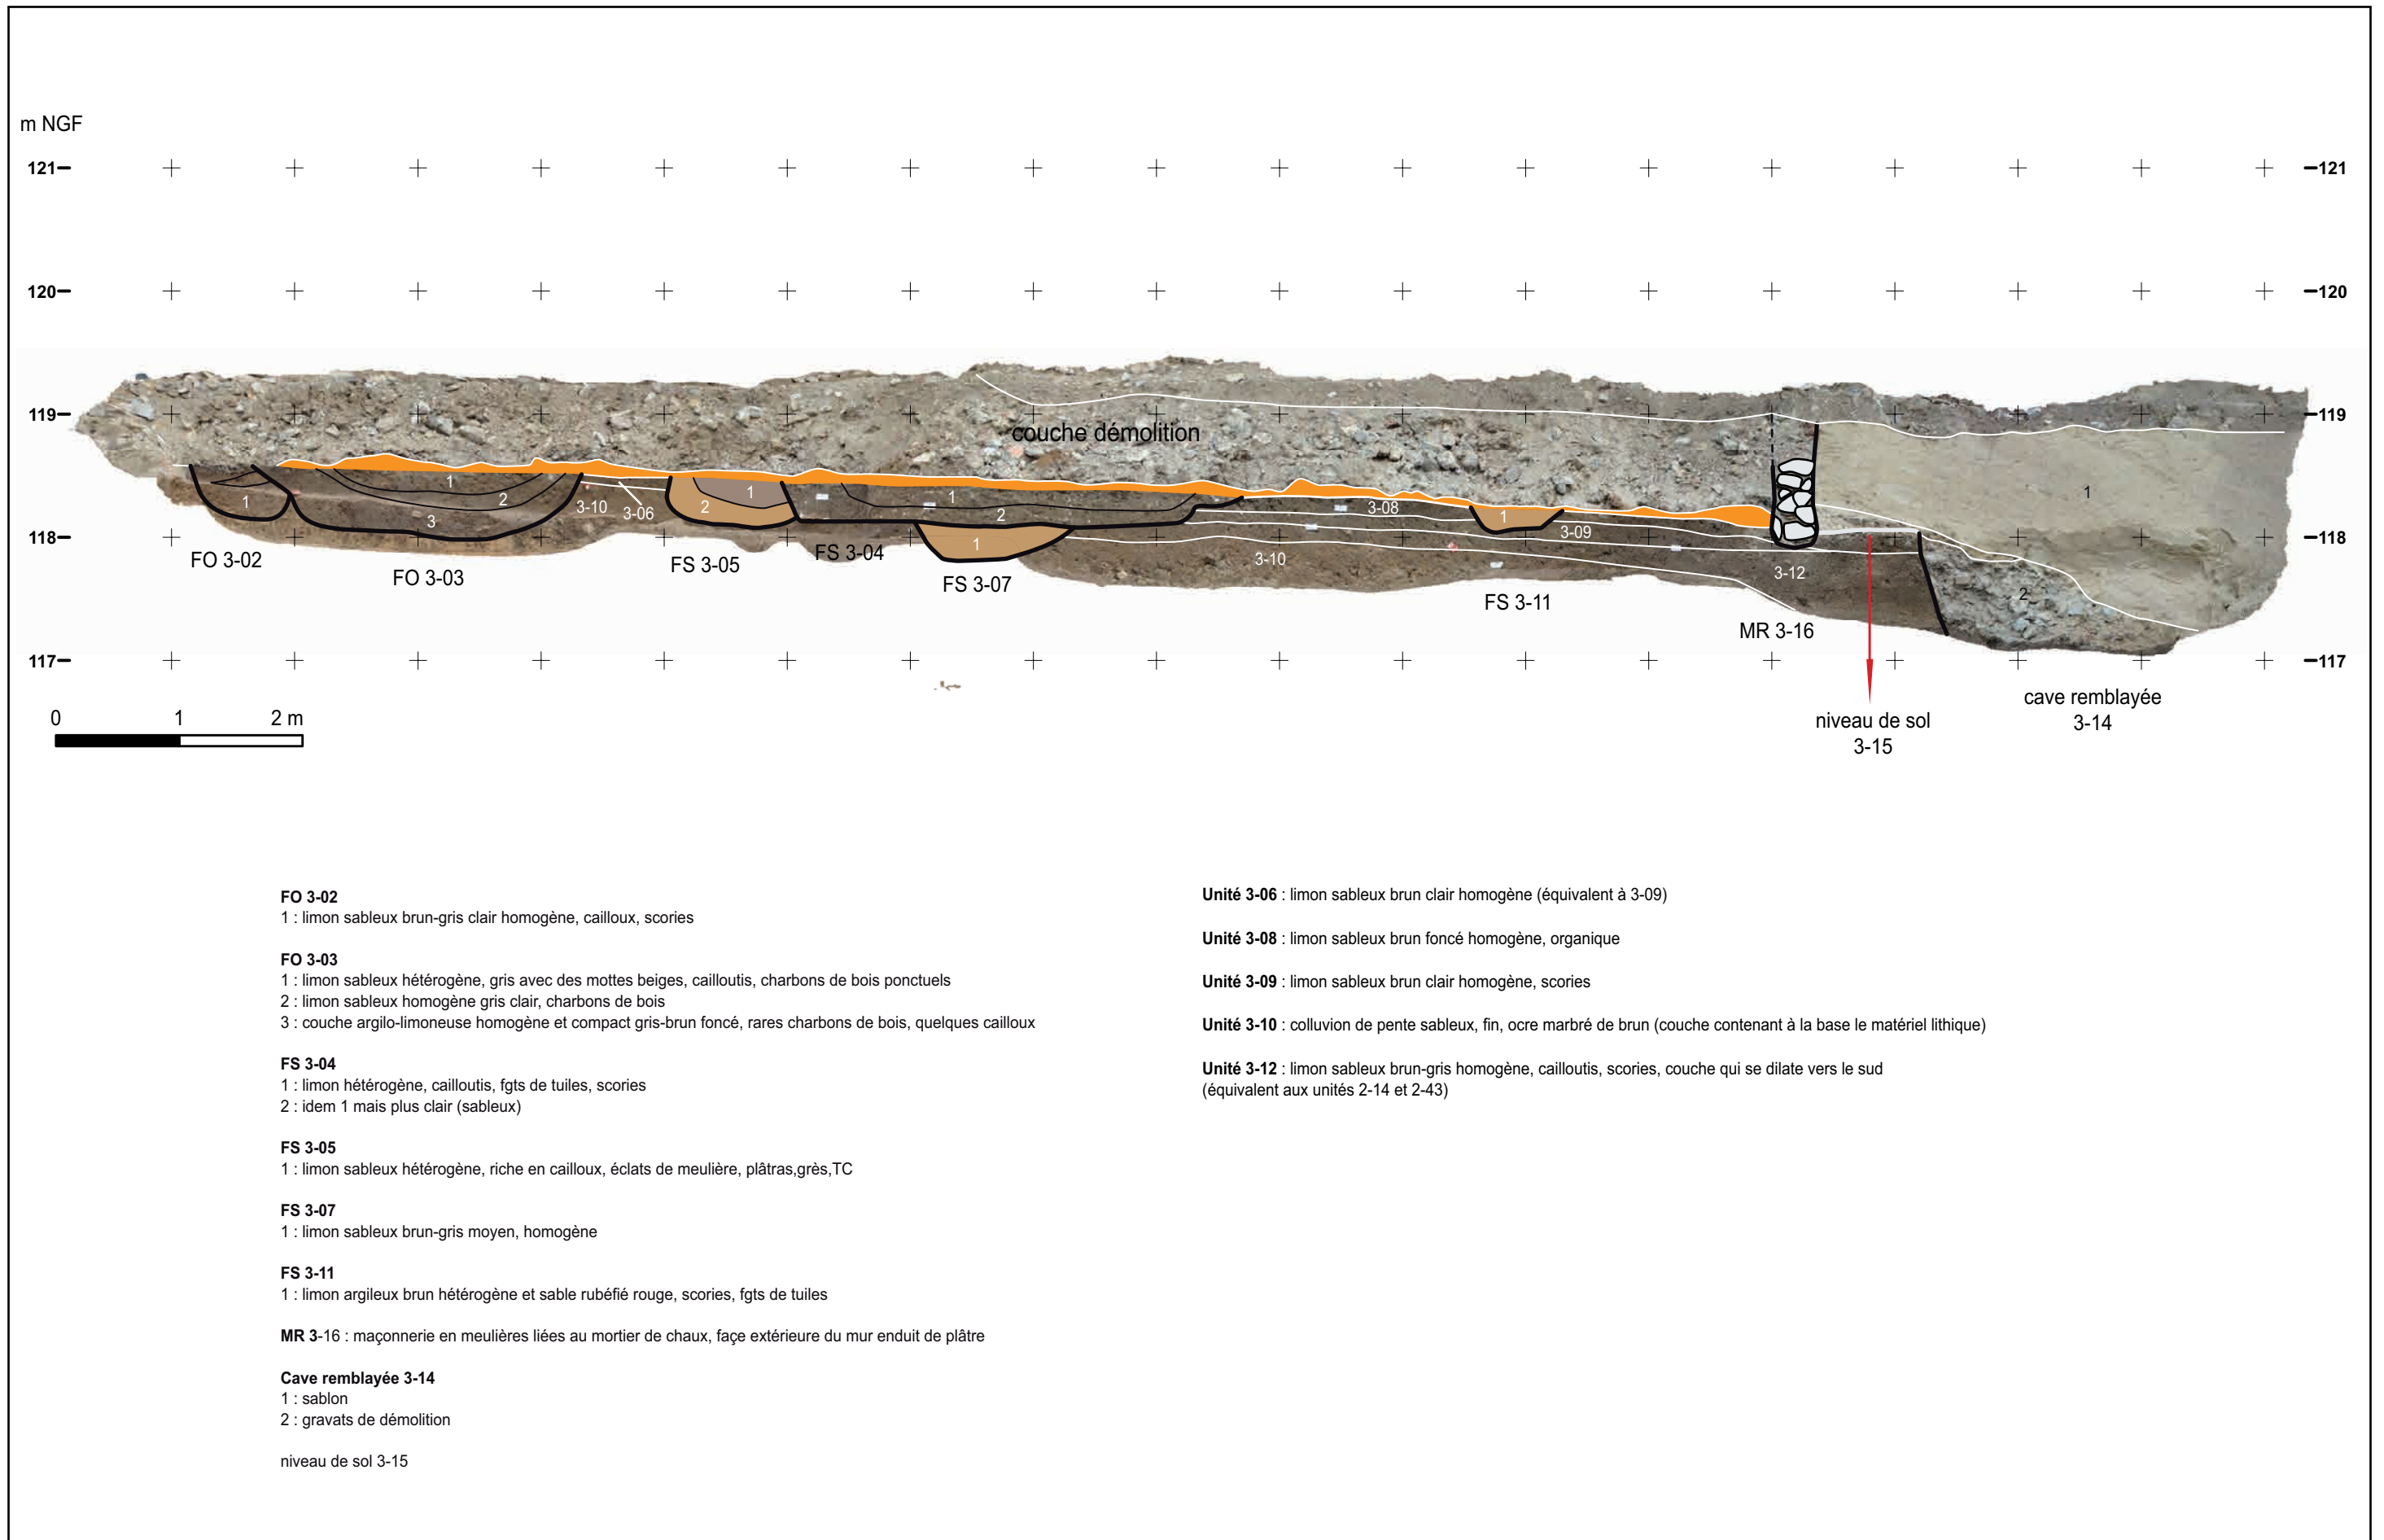 m NGF
121
121
120
120
119
119
couche démolition
1
2
3
1
3-10
3-06
1
2
1
2
1
3-08
1
3-09
3-10
3-12
1
2
118
118
FO 3-02
FO 3-03
FS 3-05
FS 3-04
FS 3-07
FS 3-11
MR 3-16
117
117
niveau de sol
3-15
cave remblayée
3-14
0 1 2 m
FO 3-02
1 : limon sableux brun-gris clair homogène, cailloux, scories
FO 3-03
1 : limon sableux hétérogène, gris avec des mottes beiges, cailloutis, charbons de bois ponctuels
2 : limon sableux homogène gris clair, charbons de bois
3 : couche argilo-limoneuse homogène et compact gris-brun foncé, rares charbons de bois, quelques cailloux
FS 3-04
1 : limon hétérogène, cailloutis, fgts de tuiles, scories
2 : idem 1 mais plus clair (sableux)
FS 3-05
1 : limon sableux hétérogène, riche en cailloux, éclats de meulière, plâtras,grès,TC
FS 3-07
1 : limon sableux brun-gris moyen, homogène
FS 3-11
1 : limon argileux brun hétérogène et sable rubéfié rouge, scories, fgts de tuiles
MR 3-16 : maçonnerie en meulières liées au mortier de chaux, façe extérieure du mur enduit de plâtre
Cave remblayée 3-14
1 : sablon
2 : gravats de démolition
niveau de sol 3-15
Unité 3-06 : limon sableux brun clair homogène (équivalent à 3-09)
Unité 3-08 : limon sableux brun foncé homogène, organique
Unité 3-09 : limon sableux brun clair homogène, scories
Unité 3-10 : colluvion de pente sableux, fin, ocre marbré de brun (couche contenant à la base le matériel lithique)
Unité 3-12 : limon sableux brun-gris homogène, cailloutis, scories, couche qui se dilate vers le sud
(équivalent aux unités 2-14 et 2-43)